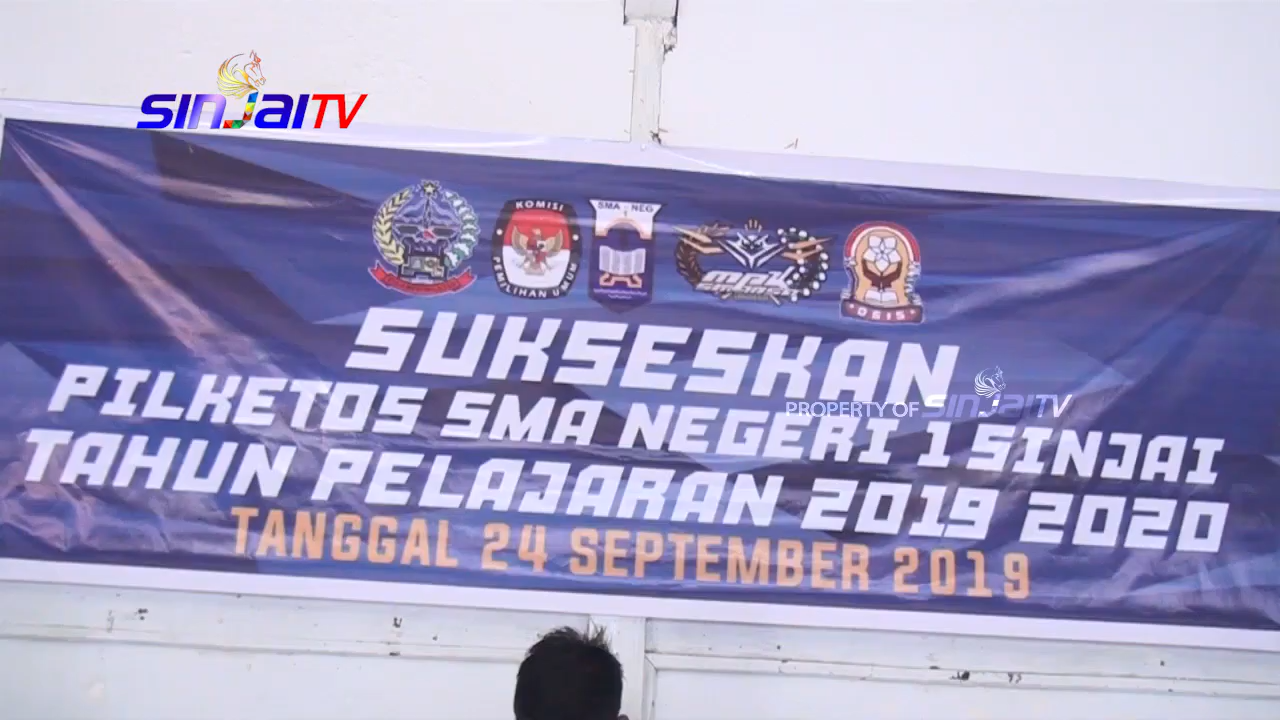 SINJAITV
KOMISI
PEMILIHAN UMUM
SMA NEG
MPK
OSIS
SUKSESKAN
PILKETOS SMA NEGERI 1 SINJAI
PROPERTY OF SINJAITV
TAHUN PELAJARAN 2019 2020
TANGGAL 24 SEPTEMBER 2019